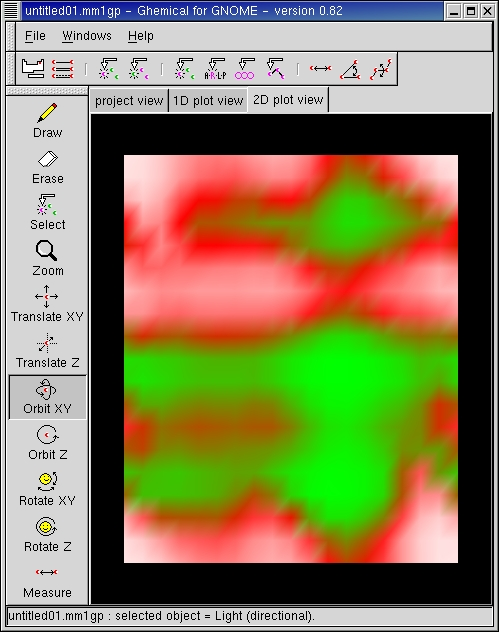 untitled01.mm1gp - Ghemical for GNOME - version 0.82
File Windows Help
A-R-L-P
project view 1D plot view 2D plot view
Draw
Erase
Select
Zoom
Translate XY
Translate Z
Orbit XY
Orbit Z
Rotate XY
Rotate Z
Measure
untitled01.mm1gp : selected object = Light (directional).